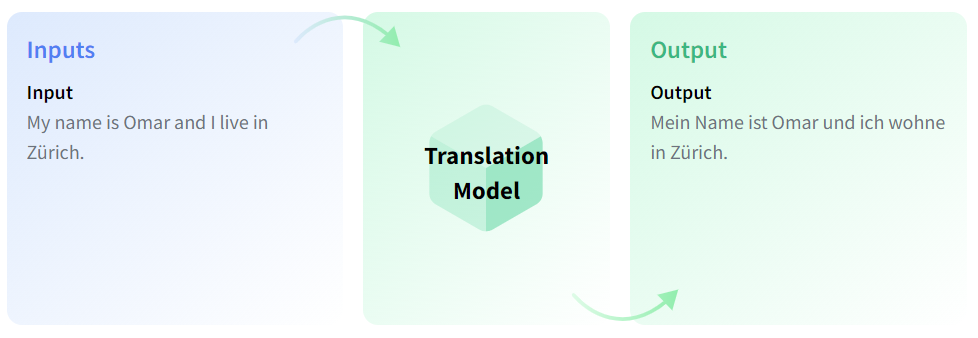 Inputs
Input
My name is Omar and I live in
Zürich.
Translation
Model
Output
Output
Mein Name ist Omar und ich wohne
in Zürich.